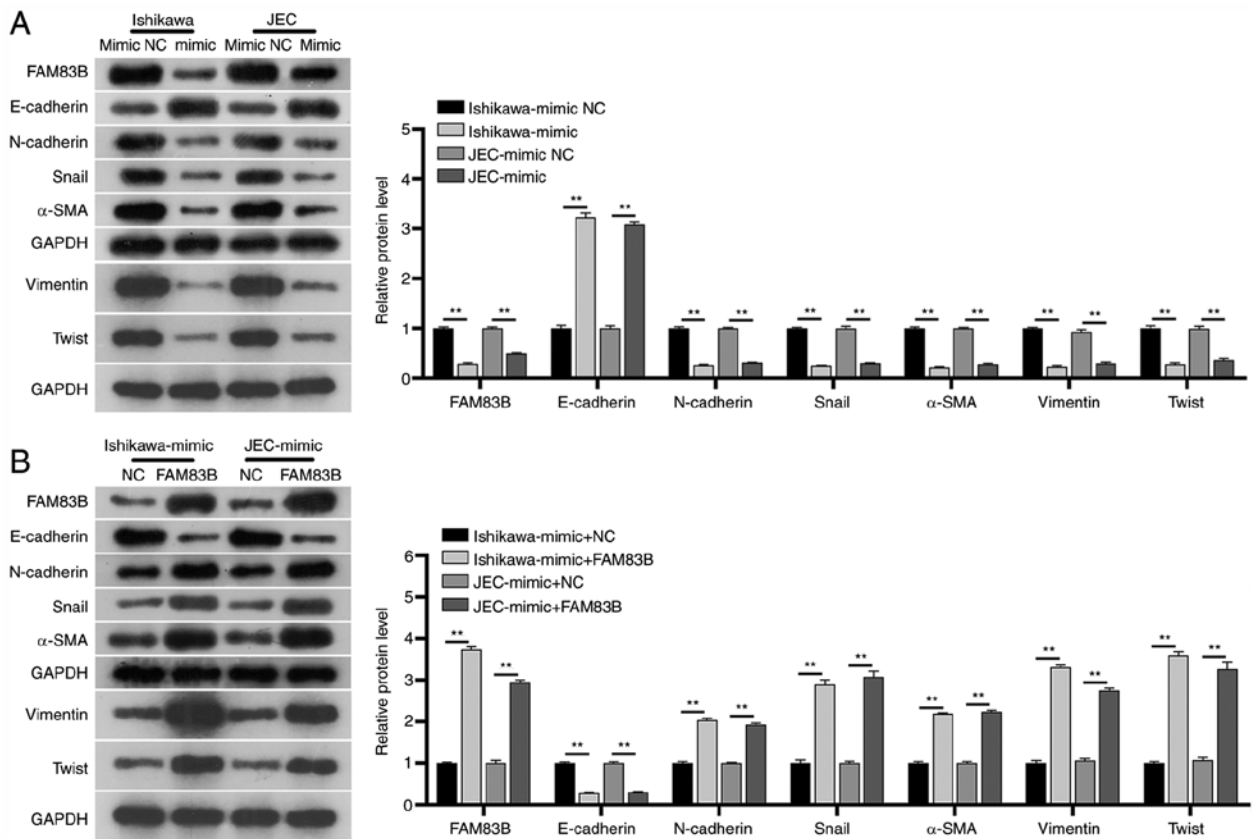 A
Ishikawa JEC
Mimic NC mimic Mimic NC Mimic
FAM83B
E-cadherin
N-cadherin
Snail
α-SMA
GAPDH
Vimentin
Twist
GAPDH
Ishikawa-mimic NC
Ishikawa-mimic
JEC-mimic NC
JEC-mimic
Relative protein level
5
4
3
2
1
0
** ** ** ** ** ** ** ** ** ** ** ** ** **
FAM83B E-cadherin N-cadherin Snail α-SMA Vimentin Twist
B
Ishikawa-mimic JEC-mimic
NC FAM83B NC FAM83B
FAM83B
E-cadherin
N-cadherin
Snail
α-SMA
GAPDH
Vimentin
Twist
GAPDH
Ishikawa-mimic+NC
Ishikawa-mimic+FAM83B
JEC-mimic+NC
JEC-mimic+FAM83B
Relative protein level
6
5
4
3
2
1
0
** ** ** ** ** ** ** ** ** ** ** ** ** **
FAM83B E-cadherin N-cadherin Snail α-SMA Vimentin Twist